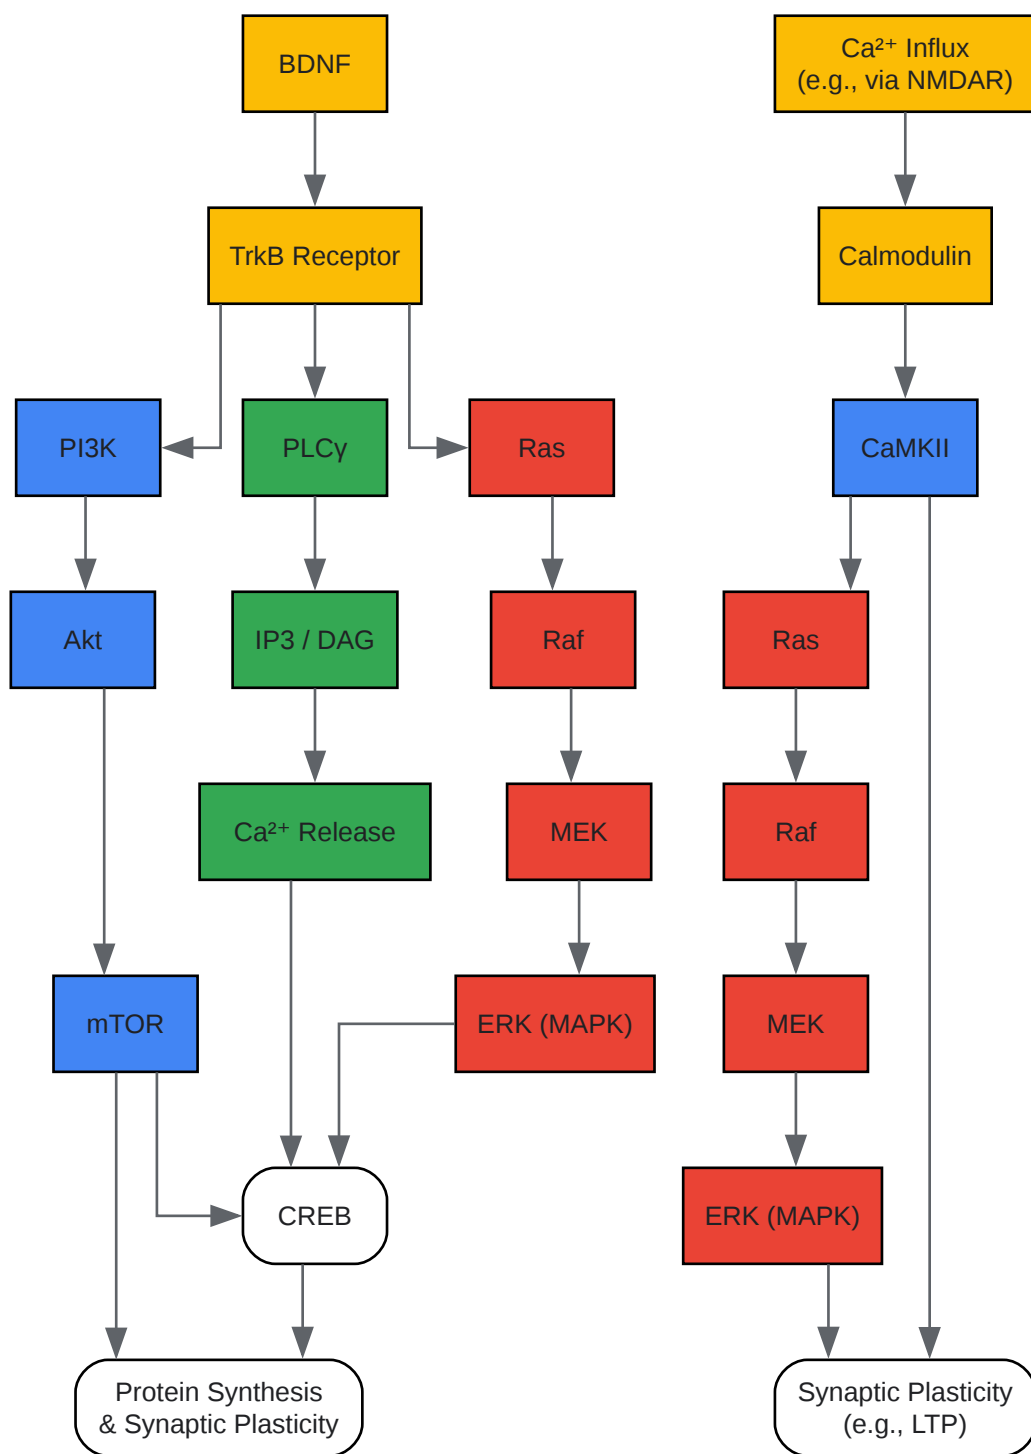 BDNF
Ca²⁺ Influx
(e.g., via NMDAR)
TrkB Receptor
Calmodulin
PI3K
PLCγ
Ras
CaMKII
Akt
IP3 / DAG
Raf
Ras
Ca²⁺ Release
MEK
Raf
mTOR
ERK (MAPK)
MEK
CREB
ERK (MAPK)
Protein Synthesis
& Synaptic Plasticity
Synaptic Plasticity
(e.g., LTP)